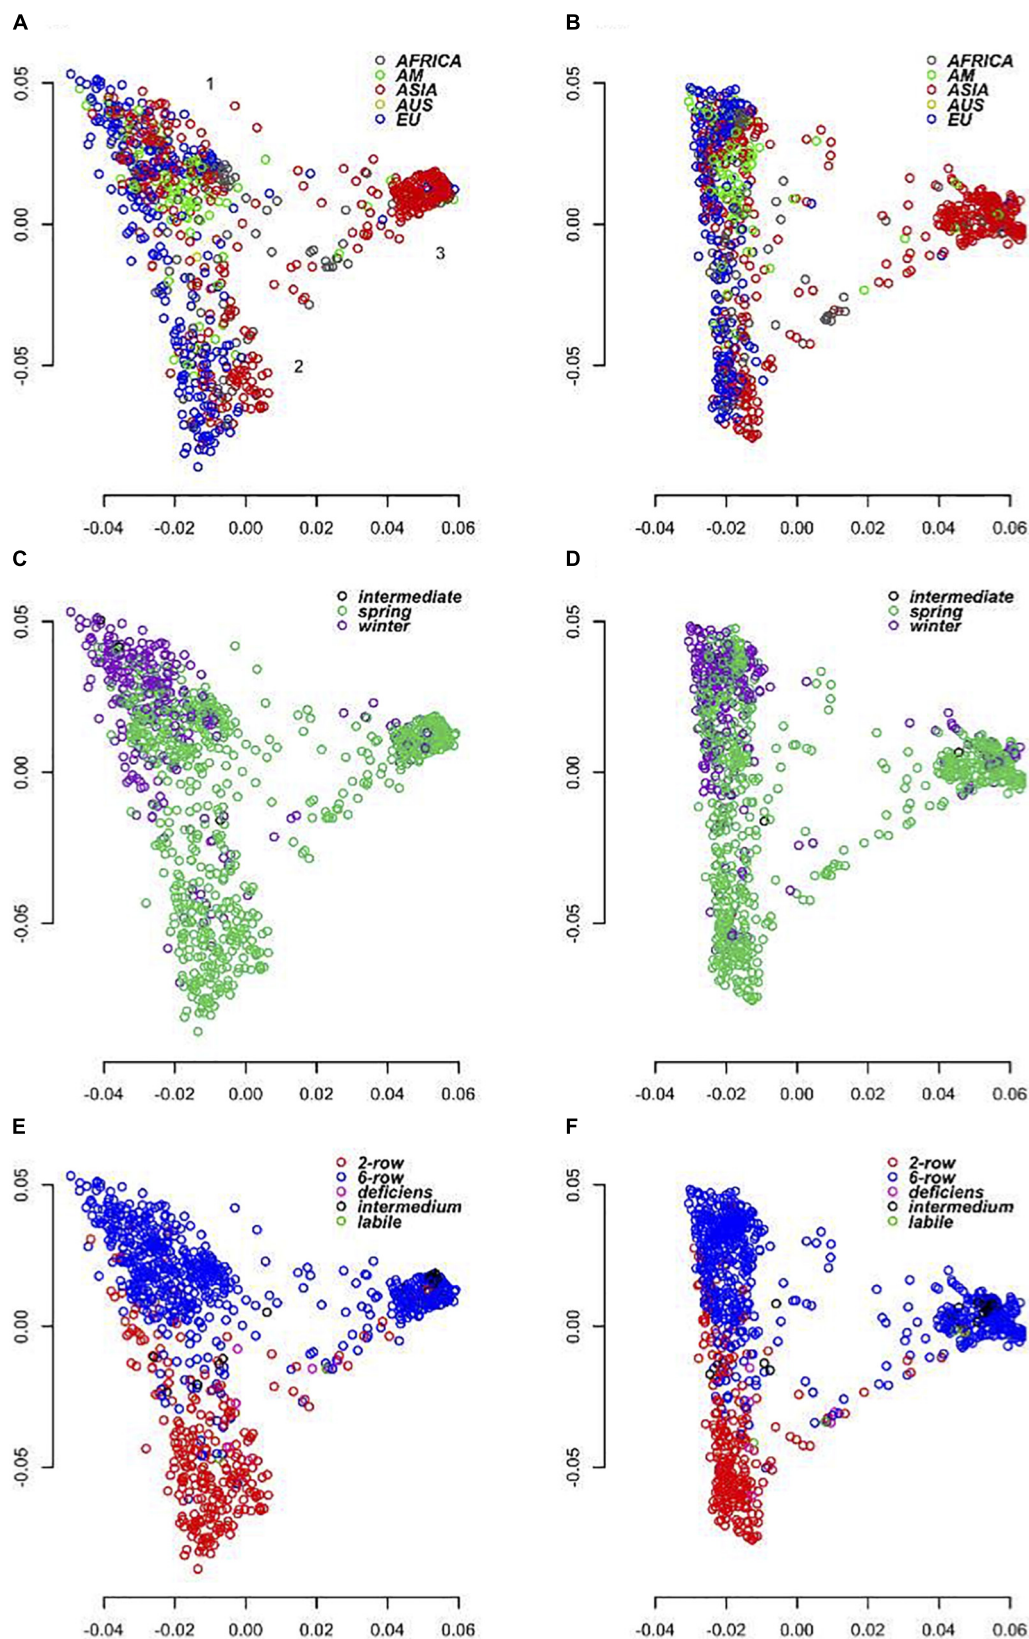 A
B
AFRICA
AM
ASIA
AUS
EU
AFRICA
AM
ASIA
AUS
EU
1
2
3
0.05
0.00
-0.05
0.05
0.00
-0.05
-0.04 -0.02 0.00 0.02 0.04 0.06
-0.04 -0.02 0.00 0.02 0.04 0.06
C
D
intermediate
spring
winter
intermediate
spring
winter
0.05
0.00
-0.05
0.05
0.00
-0.05
-0.04 -0.02 0.00 0.02 0.04 0.06
-0.04 -0.02 0.00 0.02 0.04 0.06
E
F
2-row
6-row
deficiens
intermedium
labile
2-row
6-row
deficiens
intermedium
labile
0.05
0.00
-0.05
0.05
0.00
-0.05
-0.04 -0.02 0.00 0.02 0.04 0.06
-0.04 -0.02 0.00 0.02 0.04 0.06